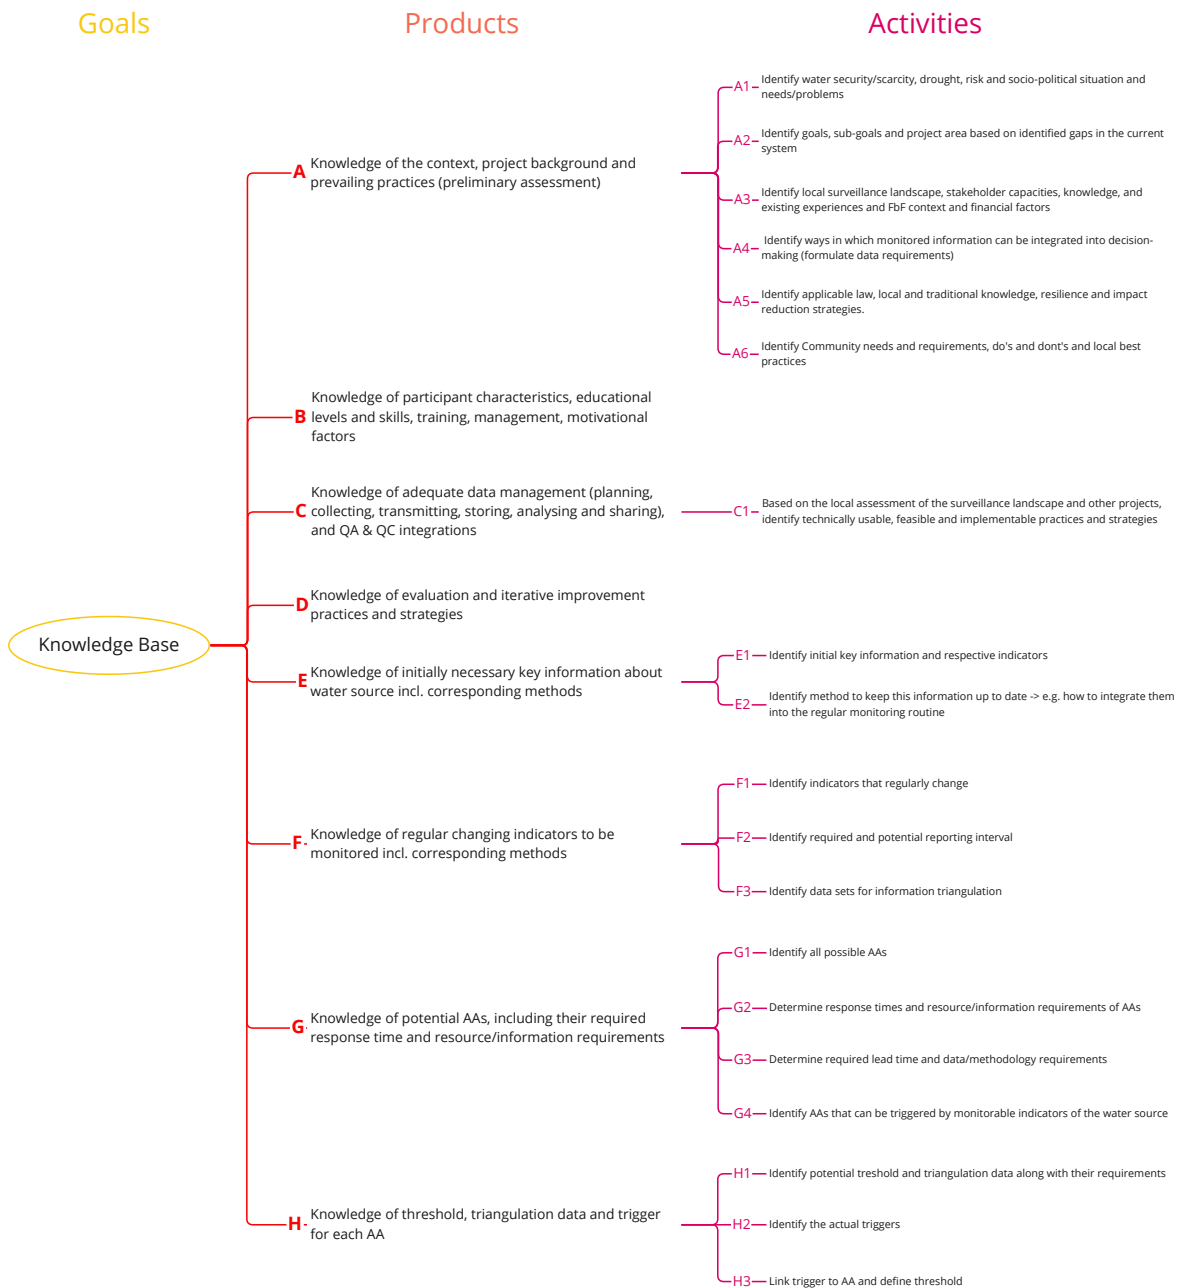 Goals
Products
Activities
Knowledge Base
A
Knowledge of the context, project background and
prevailing practices (preliminary assessment)
A1
Identify water security/scarcity, drought, risk and socio-political situation and
needs/problems
A2
Identify goals, sub-goals and project area based on identified gaps in the current
system
A3
Identify local surveillance landscape, stakeholder capacities, knowledge, and
existing experiences and FbF context and financial factors
A4
Identify ways in which monitored information can be integrated into decision-
making (formulate data requirements)
A5
Identify applicable law, local and traditional knowledge, resilience and impact
reduction strategies.
A6
Identify Community needs and requirements, do's and dont's and local best
practices
B
Knowledge of participant characteristics, educational
levels and skills, training, management, motivational
factors
C
Knowledge of adequate data management (planning,
collecting, transmitting, storing, analysing and sharing),
and QA & QC integrations
C1
Based on the local assessment of the surveillance landscape and other projects,
identify technically usable, feasible and implementable practices and strategies
D
Knowledge of evaluation and iterative improvement
practices and strategies
E
Knowledge of initially necessary key information about
water source incl. corresponding methods
E1
Identify initial key information and respective indicators
E2
Identify method to keep this information up to date -> e.g. how to integrate them
into the regular monitoring routine
F
Knowledge of regular changing indicators to be
monitored incl. corresponding methods
F1
Identify indicators that regularly change
F2
Identify required and potential reporting interval
F3
Identify data sets for information triangulation
G
Knowledge of potential AAs, including their required
response time and resource/information requirements
G1
Identify all possible AAs
G2
Determine response times and resource/information requirements of AAs
G3
Determine required lead time and data/methodology requirements
G4
Identify AAs that can be triggered by monitorable indicators of the water source
H
Knowledge of threshold, triangulation data and trigger
for each AA
H1
Identify potential treshold and triangulation data along with their requirements
H2
Identify the actual triggers
H3
Link trigger to AA and define threshold